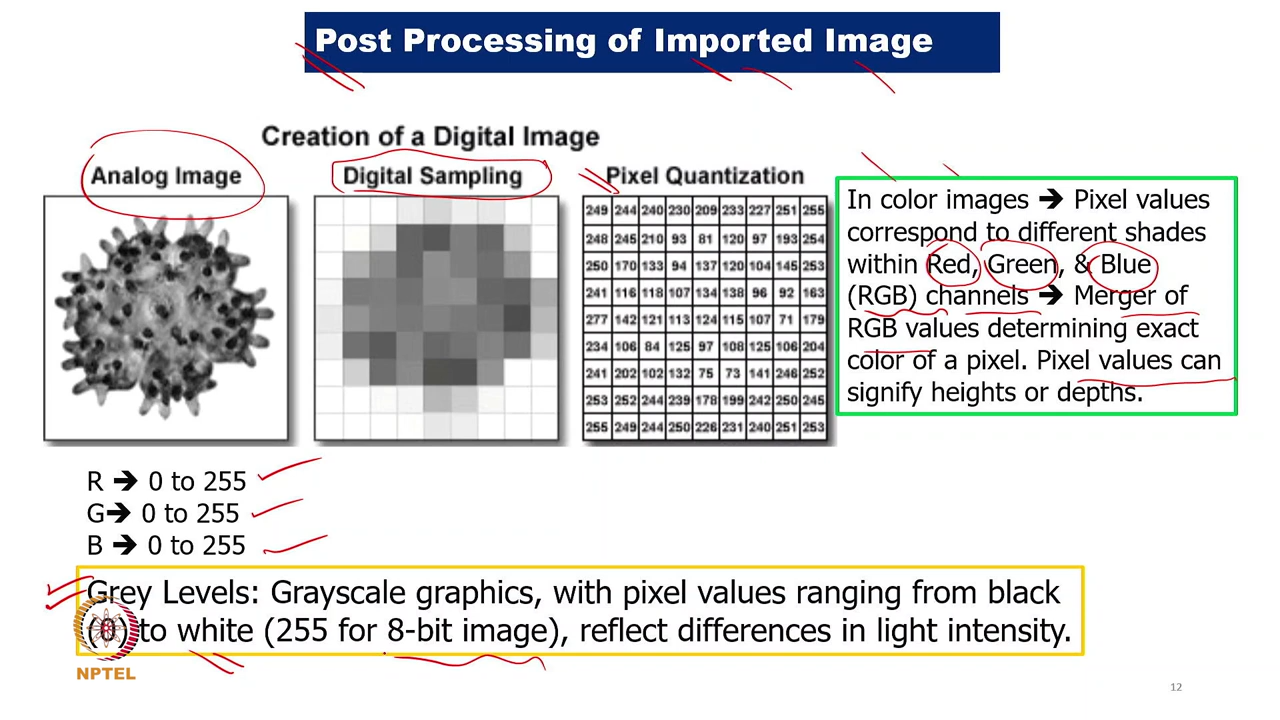 Post Processing of Imported Image
Creation of a Digital Image
Analog Image
Digital Sampling
Pixel Quantization
249 244 240 230 209 233 227 251 255
248 245 210 93 81 120 97 193 254
250 170 133 94 137 120 104 145 253
241 116 118 107 134 138 96 92 163
277 142 121 113 124 115 107 71 179
234 106 84 125 97 108 125 106 204
241 202 102 132 75 73 141 246 252
253 252 244 239 178 199 242 250 245
255 249 244 250 226 231 240 251 253
In color images → Pixel values
correspond to different shades
within Red, Green, & Blue
(RGB) channels → Merger of
RGB values determining exact
color of a pixel. Pixel values can
signify heights or depths.
R → 0 to 255
G→ 0 to 255
B → 0 to 255
Grey Levels: Grayscale graphics, with pixel values ranging from black
(0) to white (255 for 8-bit image), reflect differences in light intensity.
NPTEL
12